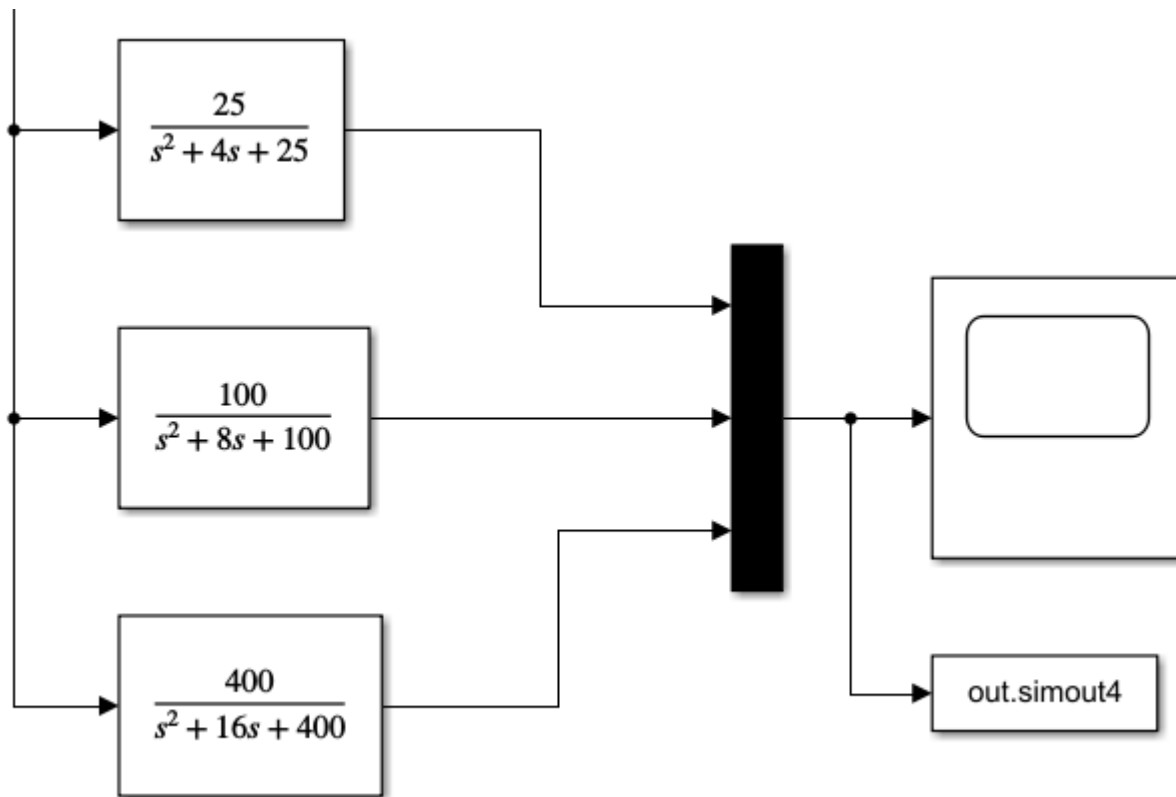 25
s² + 4s + 25
100
s² + 8s + 100
400
s² + 16s + 400
out.simout4